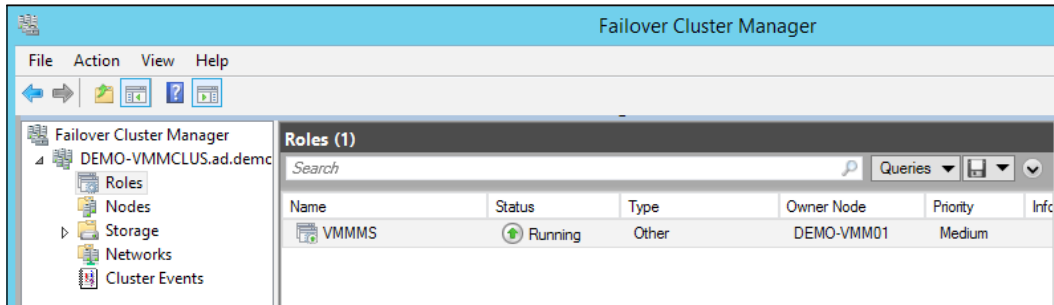 Failover Cluster Manager
File Action View Help
Failover Cluster Manager
DEMO-VMMCLUS.ad.demo
Roles
Nodes
Storage
Networks
Cluster Events
Roles (1)
Search Queries
Name Status Type Owner Node Priority Info
VMMMS Running Other DEMO-VMM01 Medium